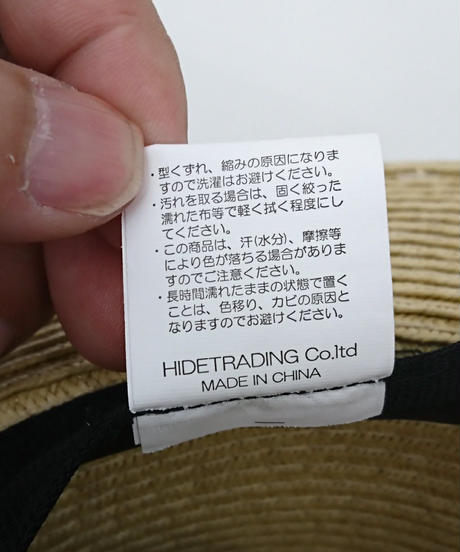 ・型くずれ、縮みの原因になりま
すので洗濯はお避けください。
・汚れを取る場合は、固く絞った
濡れた布等で軽く拭く程度にし
てください。
・この商品は、汗(水分)、摩擦等
により色が落ちる場合がありま
すのでご注意ください。
・長時間濡れたままの状態で置く
ことは、色移り、カビの原因と
なりますのでお避けください。
HIDETRADING Co.ltd
MADE IN CHINA